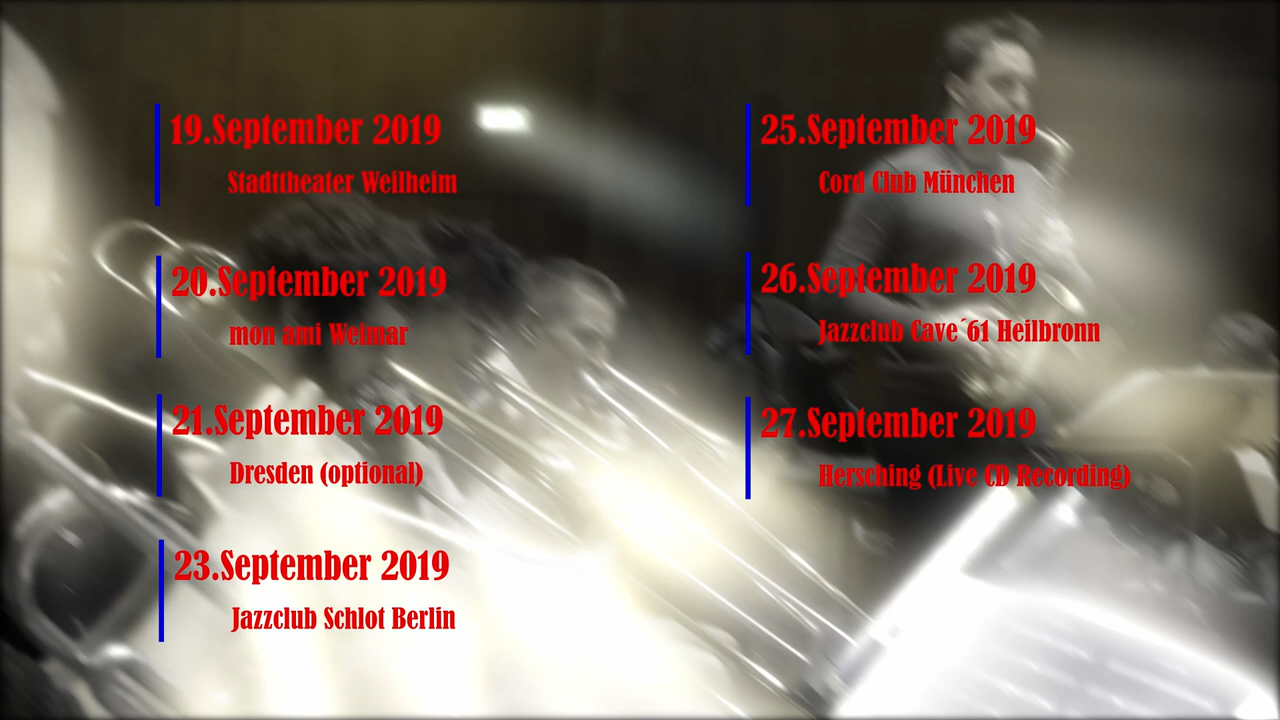 19.September 2019
Stadttheater Weilheim
20.September 2019
mon ami Weimar
21.September 2019
Dresden (optional)
23.September 2019
Jazzclub Schlot Berlin
25.September 2019
Cord Club München
26.September 2019
Jazzclub Cave´61 Heilbronn
27.September 2019
Hersching (Live CD Recording)